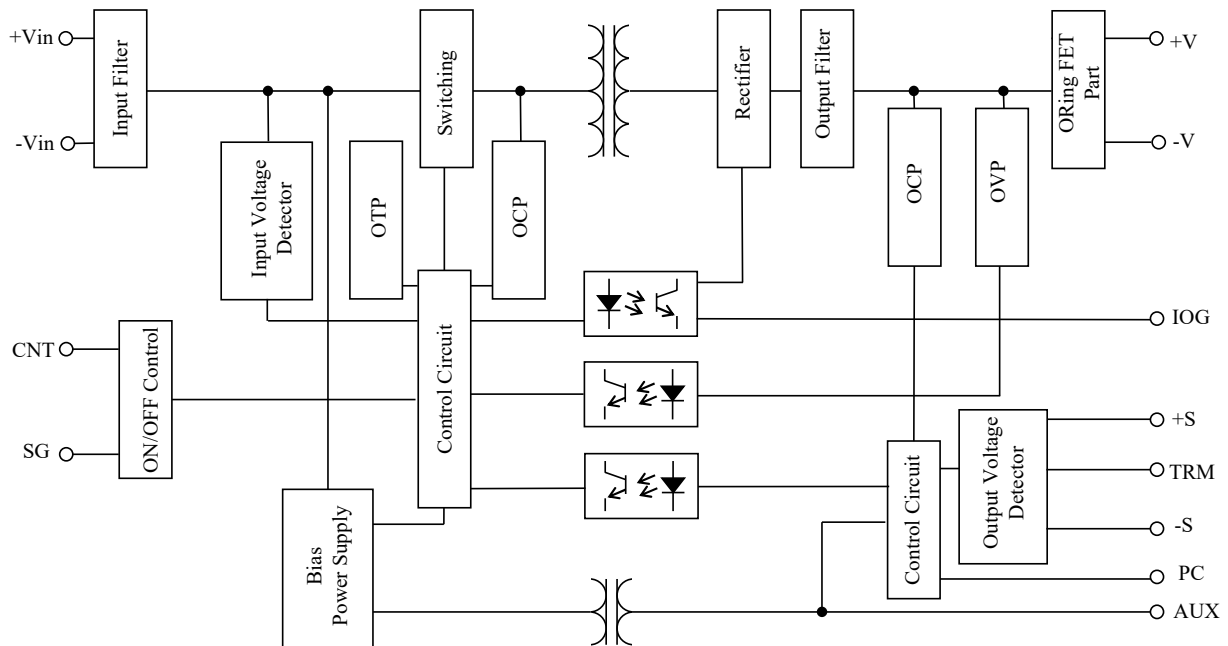 +Vin
-Vin
Input Filter
Switching
Rectifier
Output Filter
ORing FET
Part
+V
-V
Input Voltage
Detector
OTP
OCP
OCP
OVP
IOG
CNT
SG
ON/OFF Control
Control Circuit
Control Circuit
Output Voltage
Detector
+S
TRM
-S
PC
AUX
Bias
Power Supply